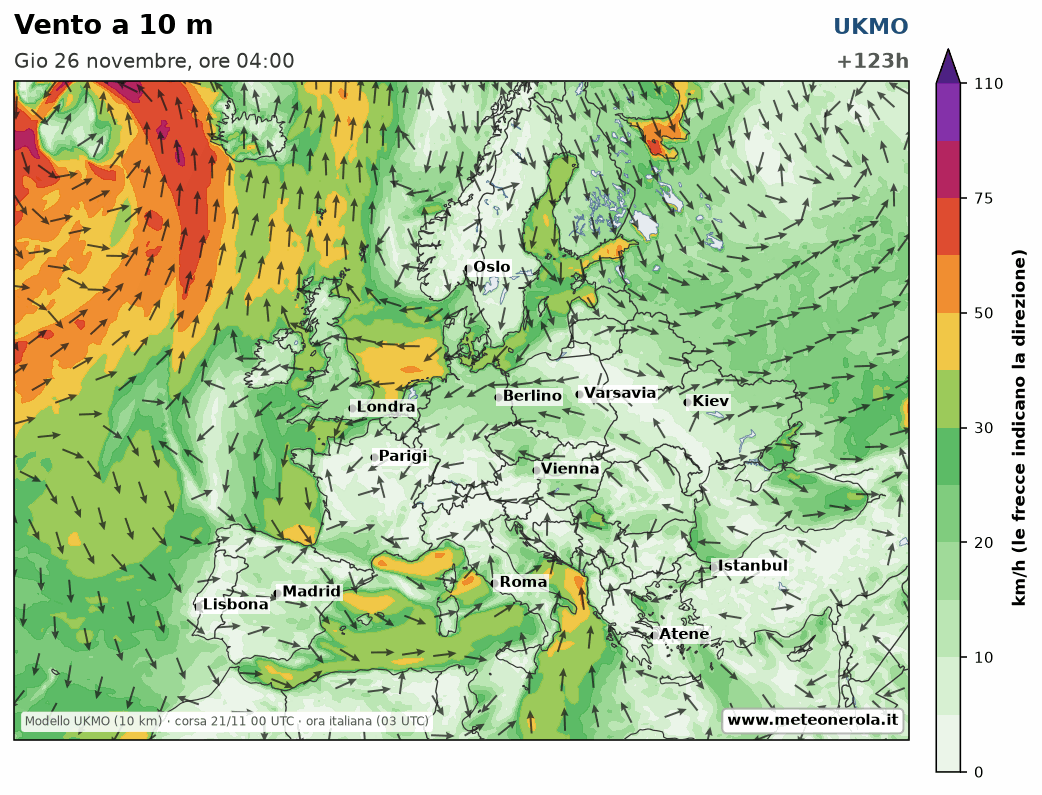 Vento a 10 m
UKMO
Gio 26 novembre, ore 04:00
+123h
110
75
50
30
20
10
0
km/h (le frecce indicano la direzione)
Oslo
Berlino
Varsavia
Kiev
Londra
Parigi
Vienna
Istanbul
Roma
Madrid
Lisbona
Atene
Modello UKMO (10 km) · corsa 21/11 00 UTC · ora italiana (03 UTC)
www.meteonerola.it